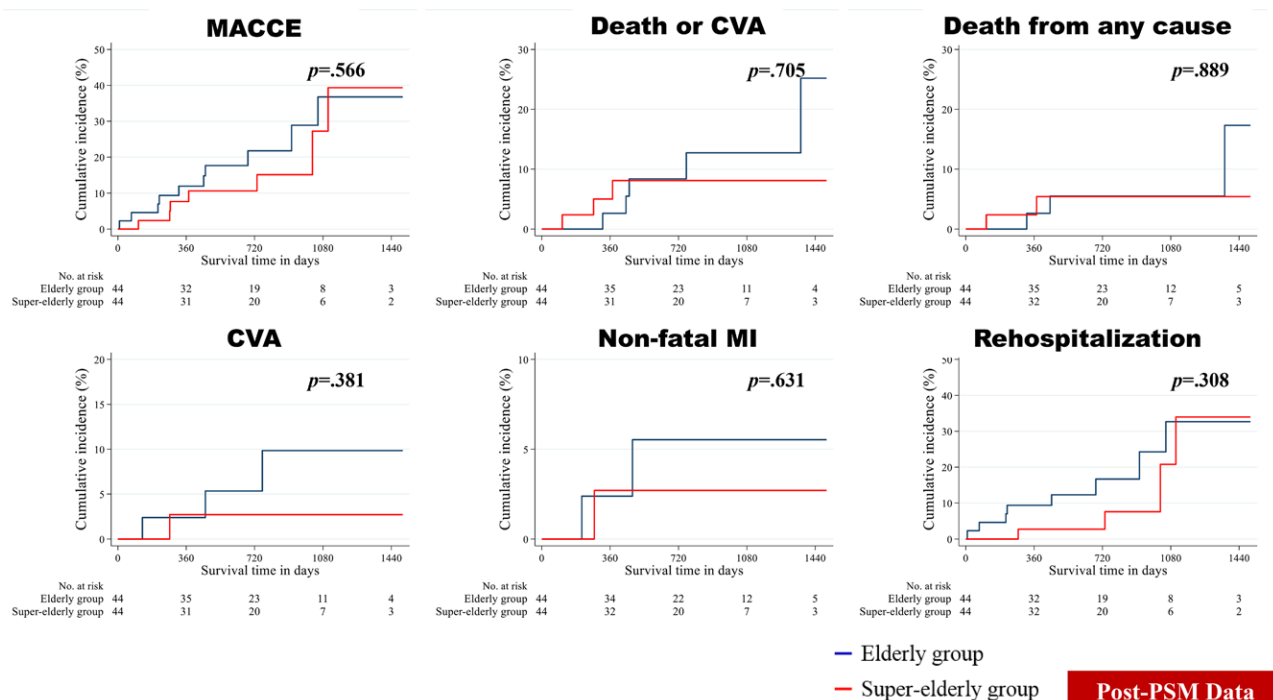 MACCE
Death or CVA
Death from any cause
Cumulative incidence (%)
50
40
30
20
10
0
p=.566
0 360 720 1080 1440
Survival time in days
No. at risk
Elderly group 44 32 19 8 3
Super-elderly group 44 31 20 6 2
Cumulative incidence (%)
30
20
10
0
p=.705
0 360 720 1080 1440
Survival time in days
No. at risk
44 35 23 11 4
44 31 20 7 3
Cumulative incidence (%)
30
20
10
0
p=.889
0 360 720 1080 1440
Survival time in days
No. at risk
Elderly group 44 35 23 12 5
Super-elderly group 44 32 20 7 3
CVA
Non-fatal MI
Rehospitalization
Cumulative incidence (%)
20
15
10
5
0
p=.381
0 360 720 1080 1440
Survival time in days
No. at risk
Elderly group 44 35 23 11 4
Super-elderly group 44 31 20 7 3
Cumulative incidence (%)
10
5
0
p=.631
0 360 720 1080 1440
Survival time in days
No. at risk
44 34 22 12 5
44 32 20 7 3
Cumulative incidence (%)
50
40
30
20
10
0
p=.308
0 360 720 1080 1440
Survival time in days
No. at risk
Elderly group 44 32 19 8 3
Super-elderly group 44 32 20 6 2
Elderly group
Super-elderly group
Post-PSM Data